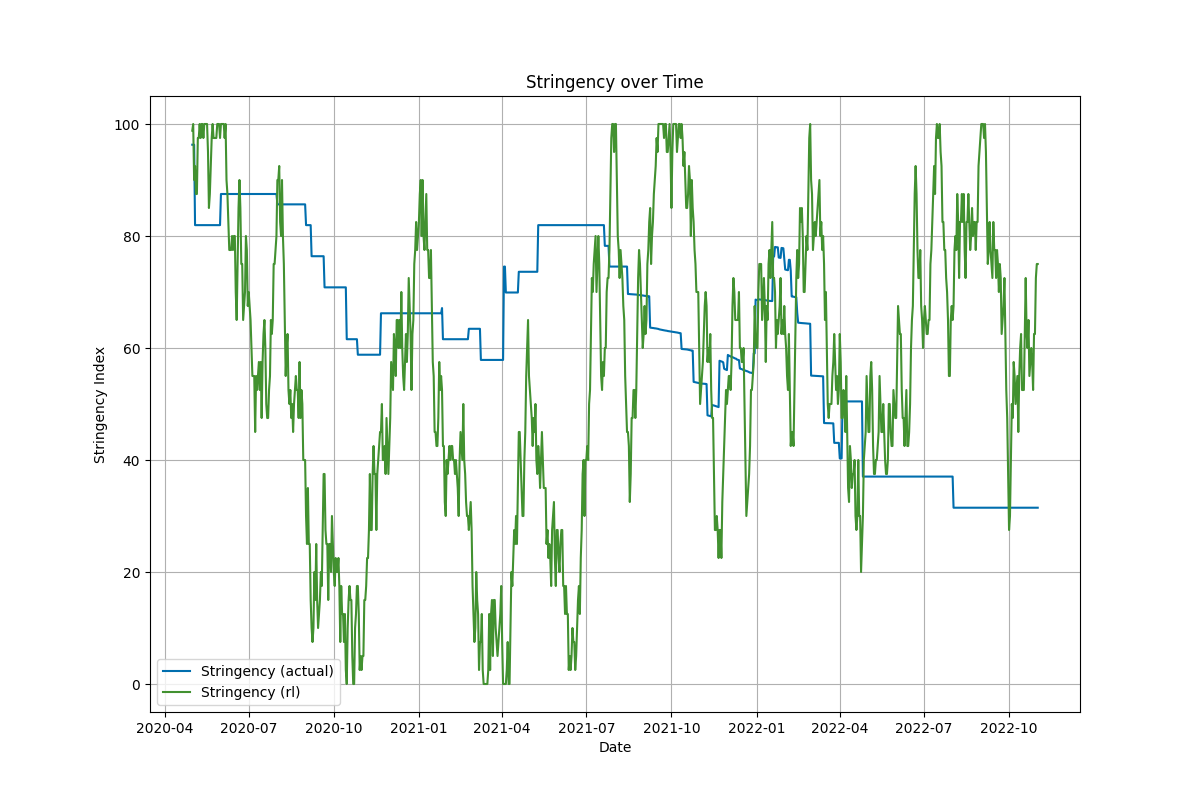 Stringency over Time
Stringency Index
100
80
60
40
20
0
Stringency (actual)
Stringency (rl)
2020-04 2020-07 2020-10 2021-01 2021-04 2021-07 2021-10 2022-01 2022-04 2022-07 2022-10
Date